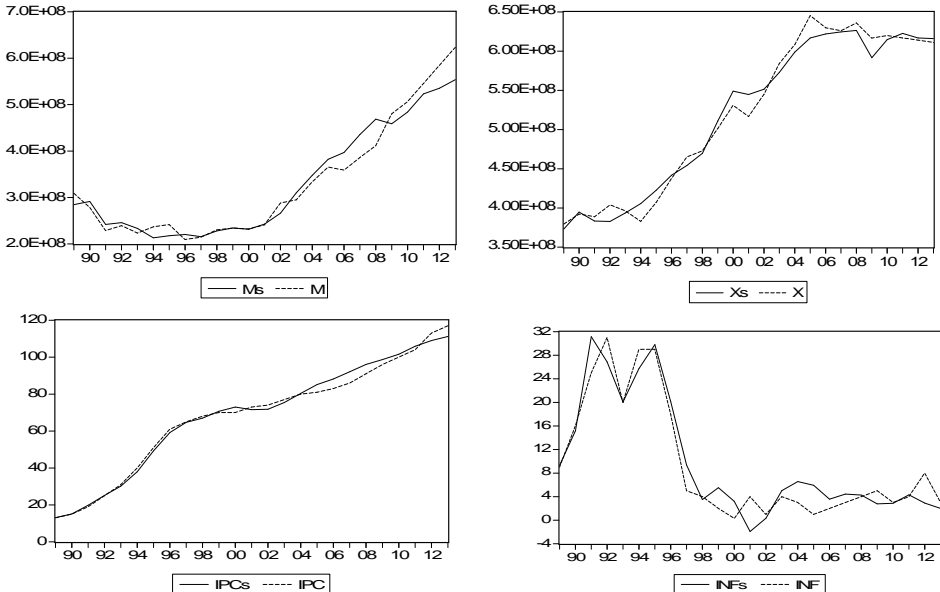 7.0E+08
6.0E+08
5.0E+08
4.0E+08
3.0E+08
2.0E+08
90 92 94 96 98 00 02 04 06 08 10 12
Ms M
6.50E+08
6.00E+08
5.00E+08
4.50E+08
4.00E+08
3.50E+08
90 92 94 96 98 00 02 04 06 08 10 12
Xs X
120
100
80
60
40
20
0
90 92 94 96 98 00 02 04 06 08 10 12
IPCs IPC
32
28
24
20
16
12
8
4
0
-4
90 92 94 96 98 00 02 04 06 08 10 12
INFs INF